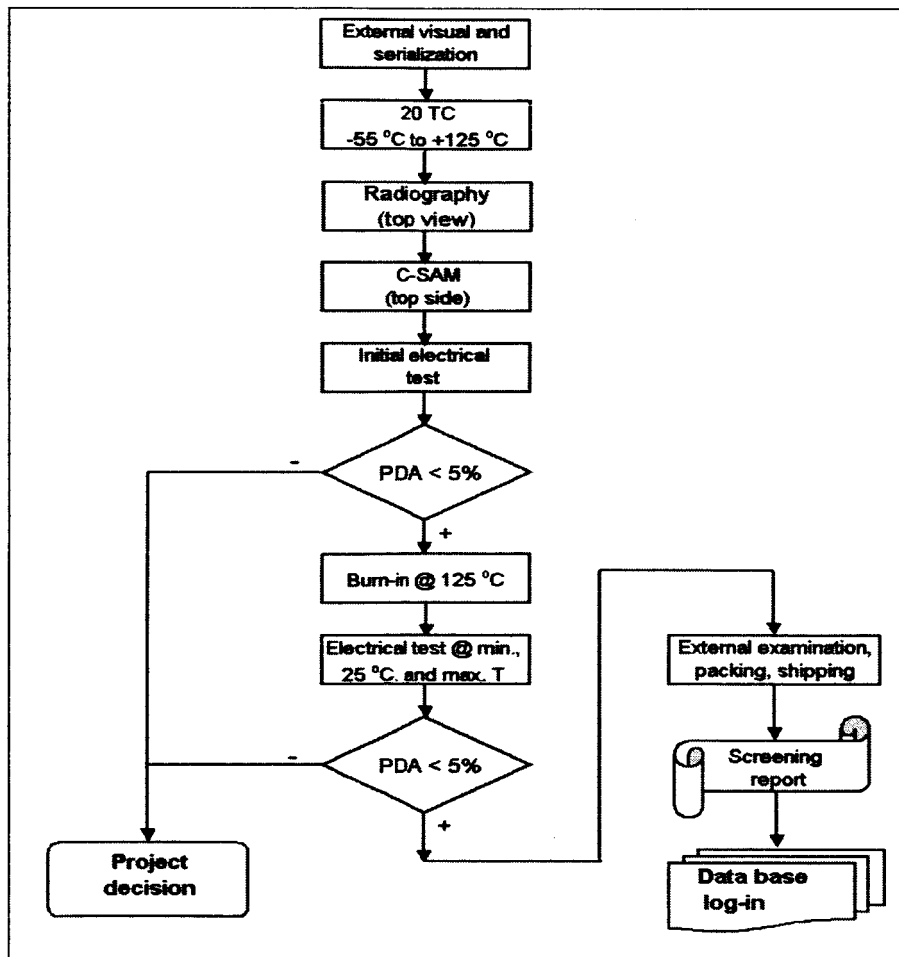 External visual and
serialization
20 TC
-55 °C to +125 °C
Radiography
(top view)
C-SAM
(top side)
Initial electrical
test
PDA < 5%
-
+
Burn-in @ 125 °C
Electrical test @ min.,
25 °C. and max. T
PDA < 5%
-
+
Project
decision
External examination,
packing, shipping
Screening
report
Data base
log-in